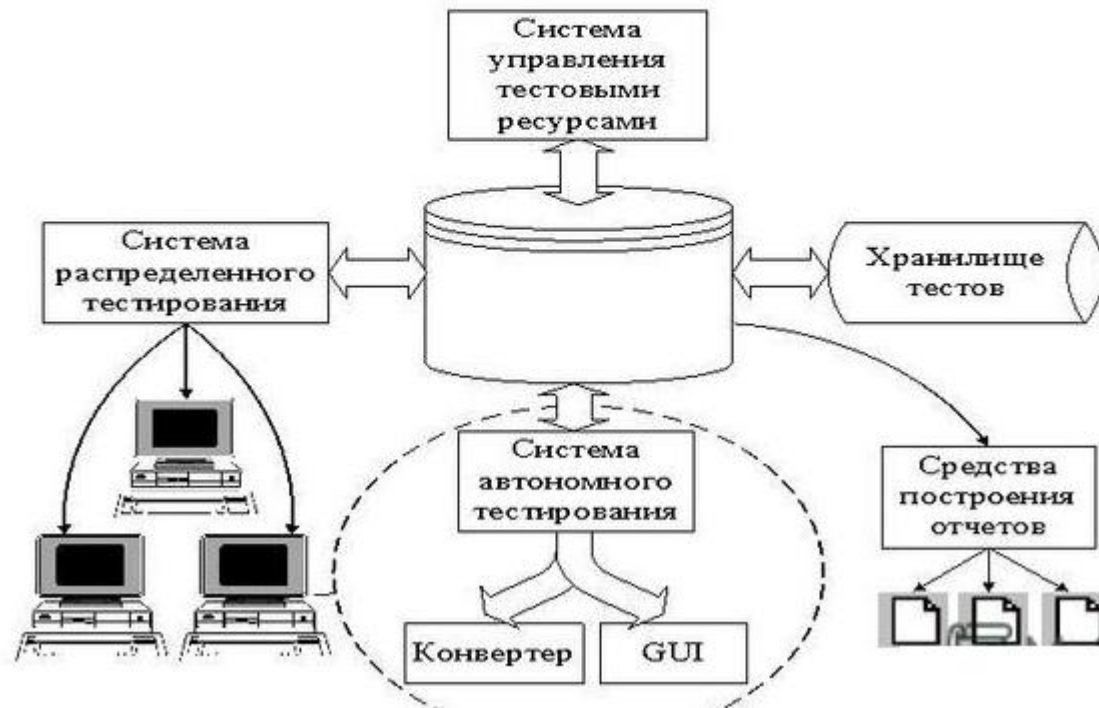 Система
управления
тестовыми
ресурсами
Система
распределенного
тестирования
Хранилище
тестов
Система
автономного
тестирования
Средства
построения
отчетов
Конвертер
GUI